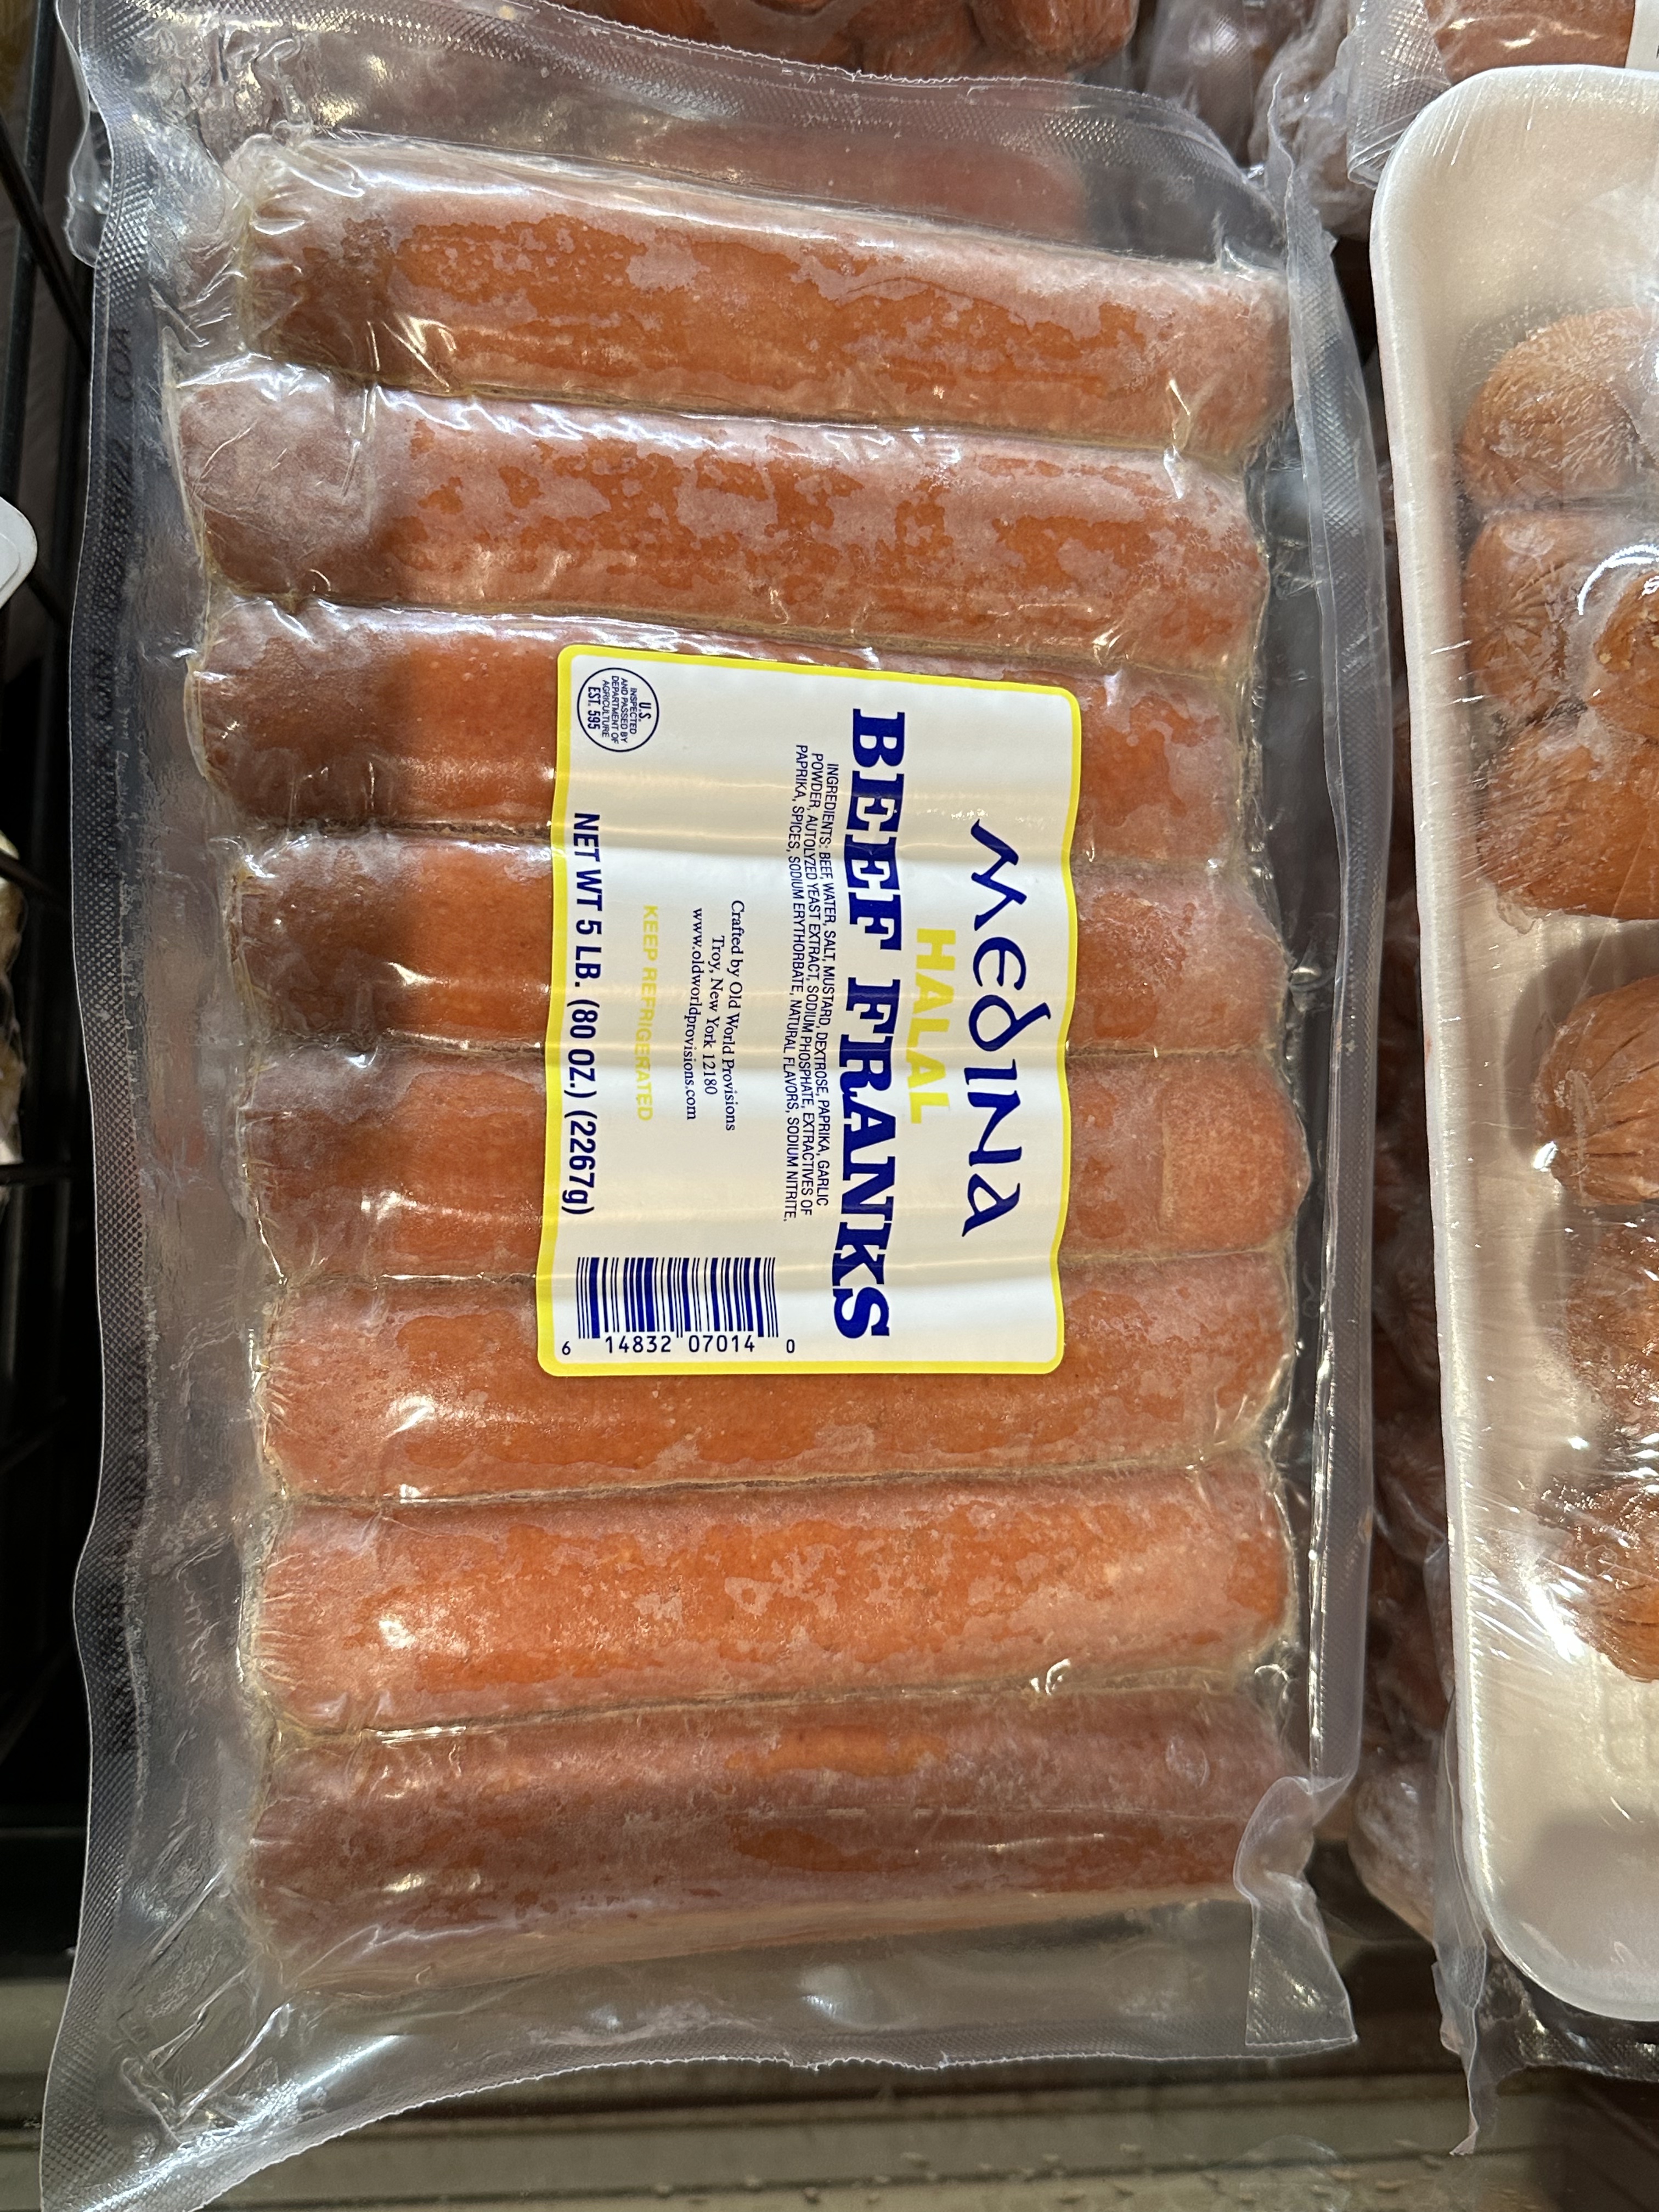 MEDINA
HALAL
BEEF FRANKS
INGREDIENTS: BEEF, WATER, SALT, MUSTARD, DEXTROSE, PAPRIKA, GARLIC
POWDER, AUTOLYZED YEAST EXTRACT, SODIUM PHOSPHATE, EXTRACTIVES OF
PAPRIKA, SPICES, SODIUM ERYTHORBATE, NATURAL FLAVORS, SODIUM NITRITE.
Crafted by Old World Provisions
Troy, New York 12180
www.oldworldprovisions.com
KEEP REFRIGERATED
U.S.
INSPECTED
AND PASSED BY
DEPARTMENT OF
AGRICULTURE
EST. 595
NET WT 5 LB. (80 OZ.) (2267g)
6 14832 07014 0